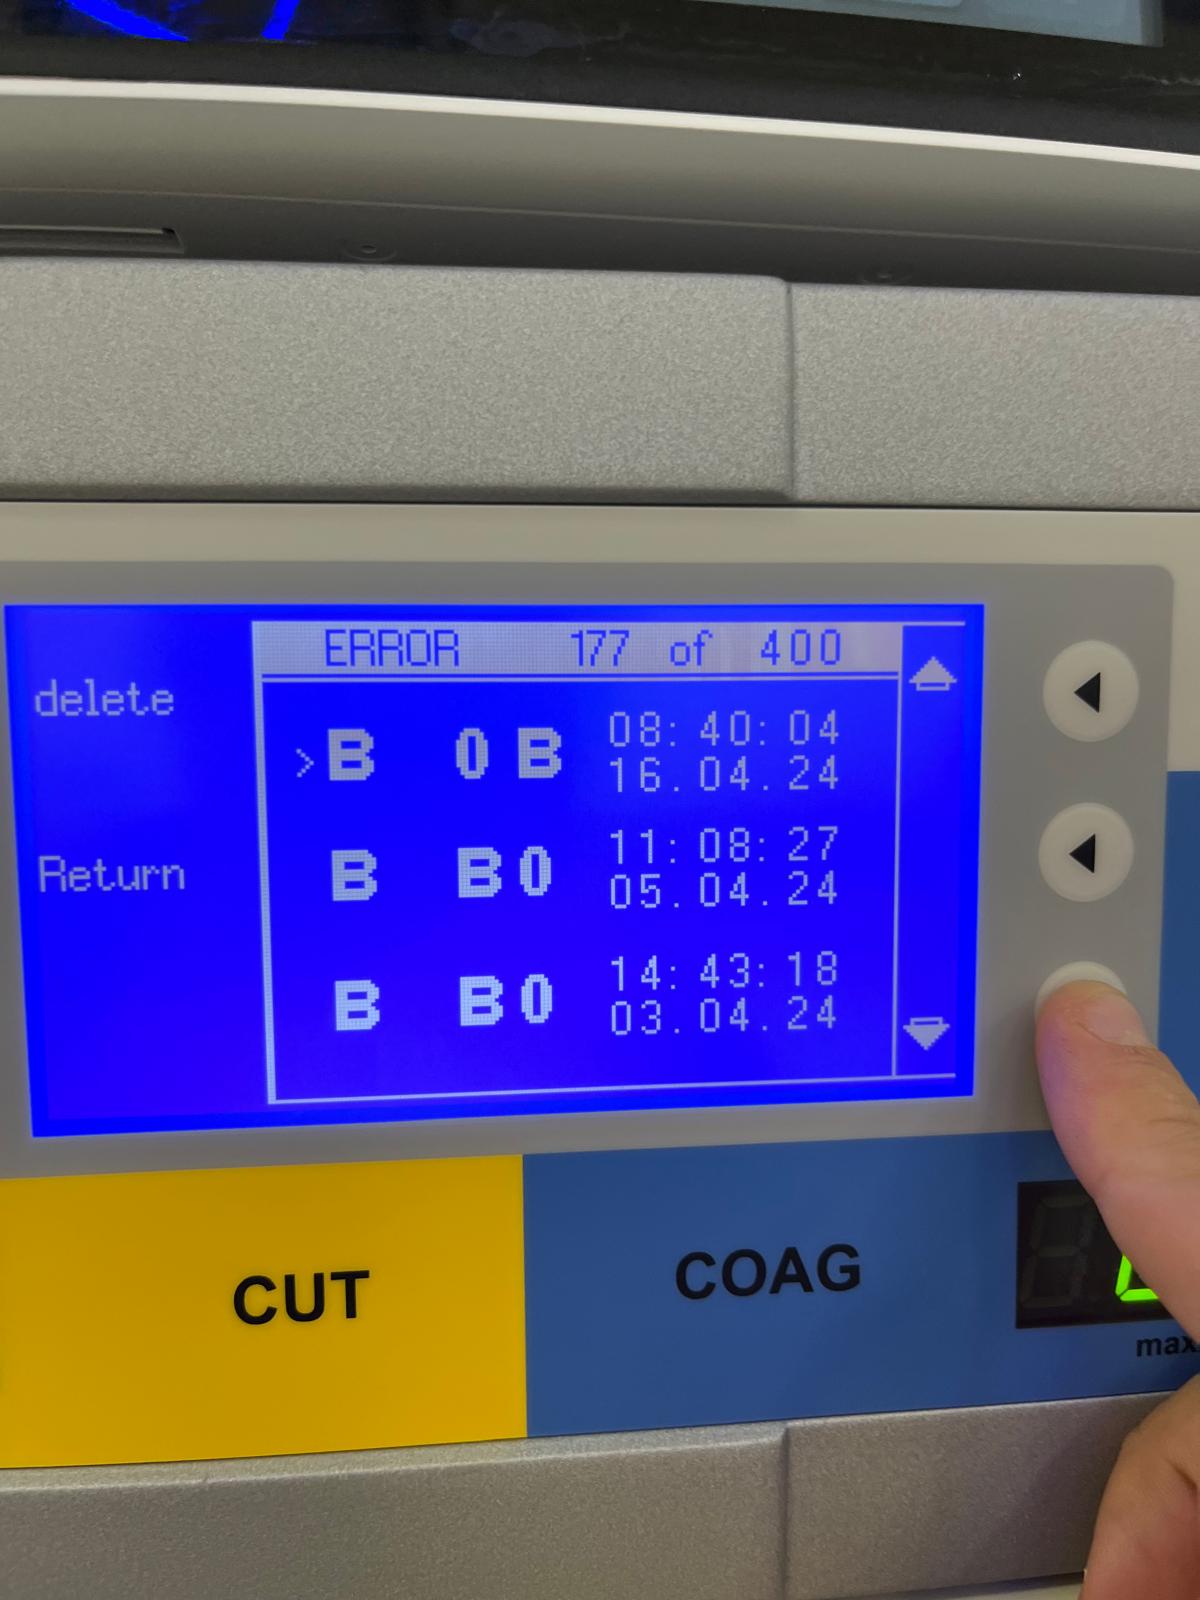 ERROR 177 of 400
delete
>B 0B 08:40:04
16.04.24
Return
B B0 11:08:27
05.04.24
B B0 14:43:18
03.04.24
CUT
COAG
max